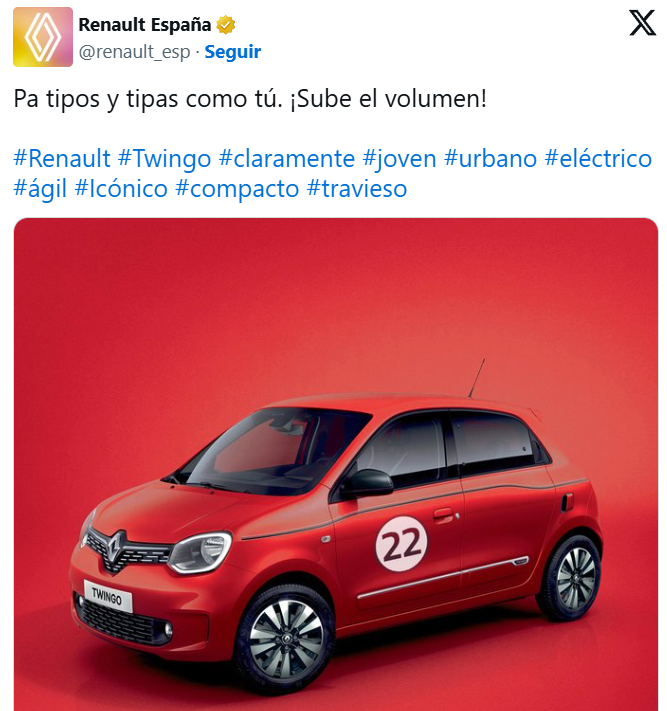 Renault España
@renault_esp · Seguir
Pa tipos y tipas como tú. ¡Sube el volumen!
#Renault #Twingo #claramente #joven #urbano #eléctrico
#ágil #Icónico #compacto #travieso
22
TWINGO